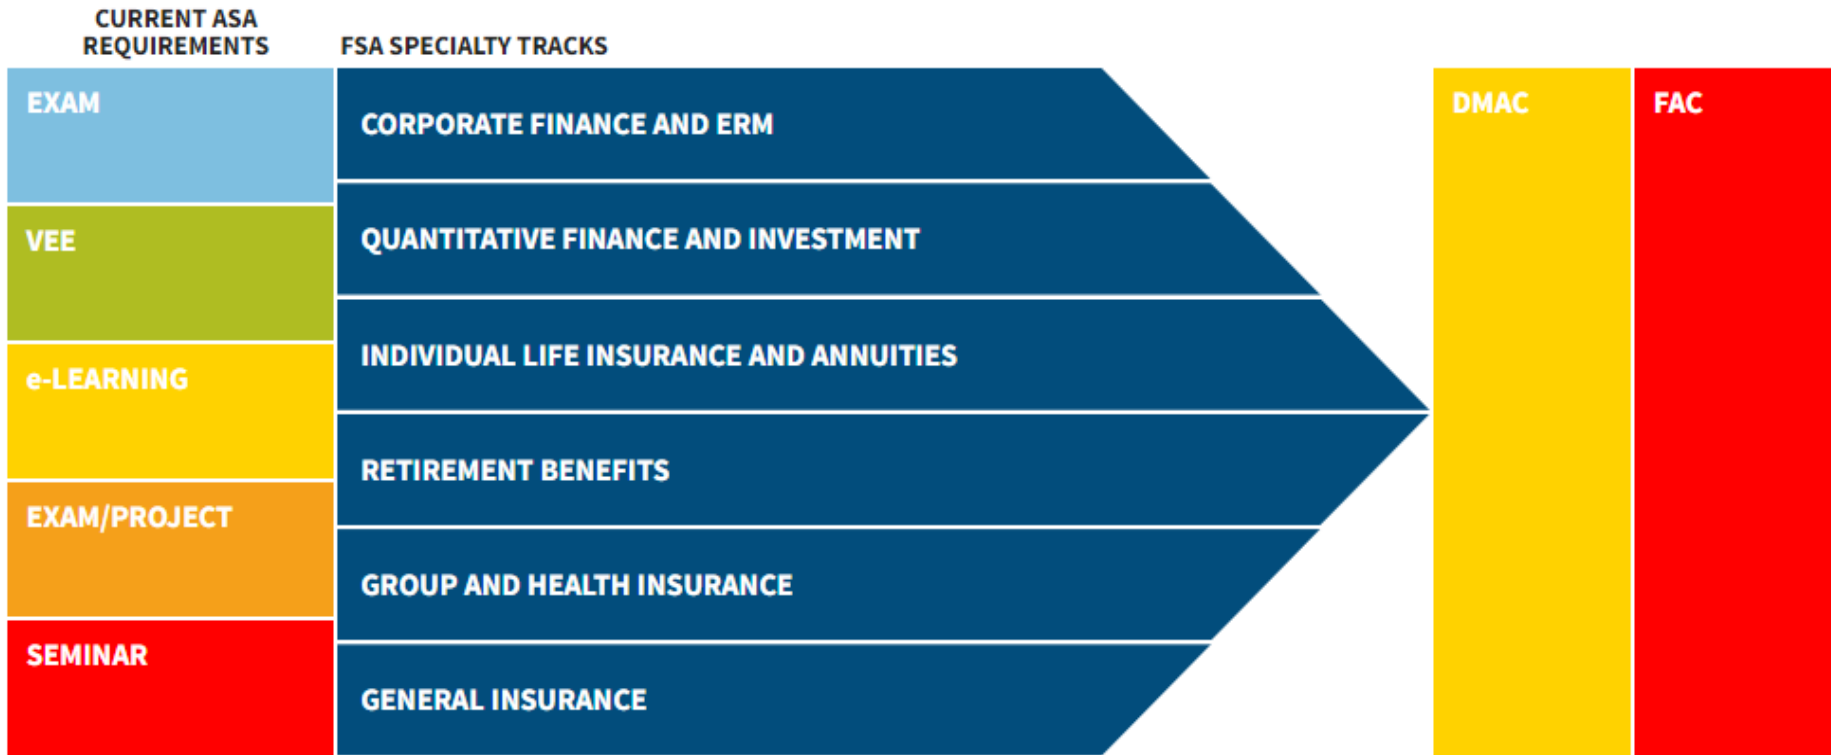 CURRENT ASA
REQUIREMENTS
FSA SPECIALTY TRACKS
EXAM
VEE
e-LEARNING
EXAM/PROJECT
SEMINAR
CORPORATE FINANCE AND ERM
QUANTITATIVE FINANCE AND INVESTMENT
INDIVIDUAL LIFE INSURANCE AND ANNUITIES
RETIREMENT BENEFITS
GROUP AND HEALTH INSURANCE
GENERAL INSURANCE
DMAC
FAC